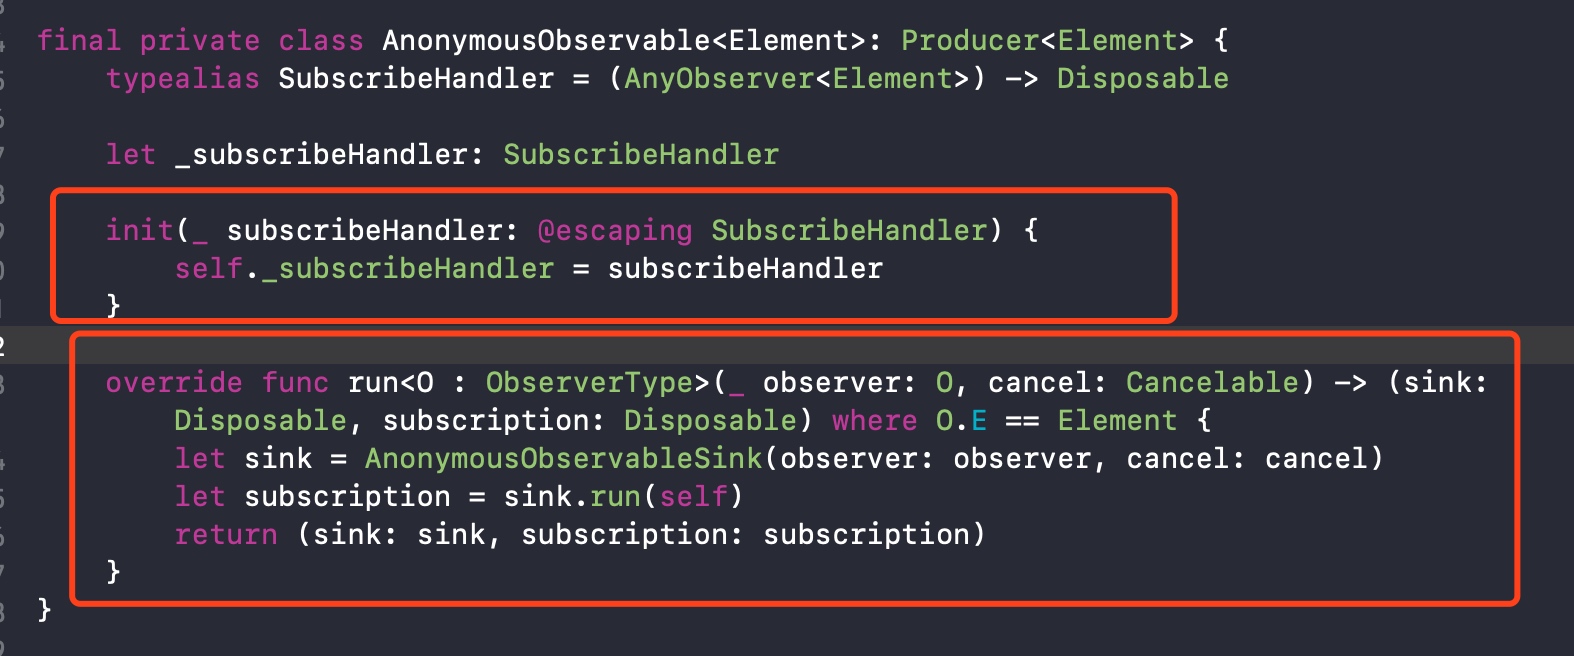 final private class AnonymousObservable<Element>: Producer<Element> {
typealias SubscribeHandler = (AnyObserver<Element>) -> Disposable
let _subscribeHandler: SubscribeHandler
init(_ subscribeHandler: @escaping SubscribeHandler) {
self._subscribeHandler = subscribeHandler
}
override func run<O : ObserverType>(_ observer: O, cancel: Cancelable) -> (sink:
Disposable, subscription: Disposable) where O.E == Element {
let sink = AnonymousObservableSink(observer: observer, cancel: cancel)
let subscription = sink.run(self)
return (sink: sink, subscription: subscription)
}
}